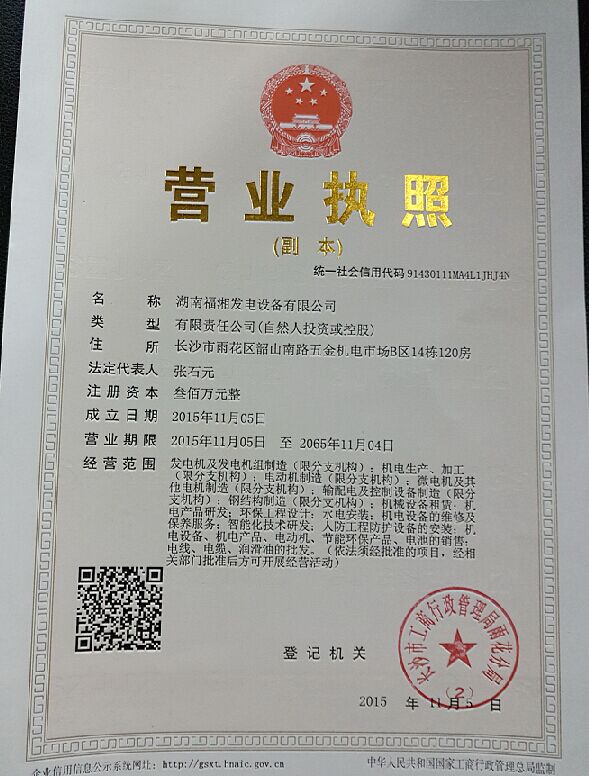 营业执照
(副 本)
统一社会信用代码 91430111MA4L1JHJ4N
名 称 湖南福湘发电设备有限公司
类 型 有限责任公司(自然人投资或控股)
住 所 长沙市雨花区韶山南路五金机电市场B区14栋120房
法定代表人 张石元
注册资本 叁佰万元整
成立日期 2015年11月05日
营业期限 2015年11月05日 至 2065年11月04日
经营范围 发电机及发电机组制造（限分支机构）；机电生产、加工
（限分支机构）；电动机制造（限分支机构）；微电机及其
他电机制造（限分支机构）；输配电及控制设备制造（限分
支机构）；钢结构制造（限分支机构）；机械设备租赁；机
电产品研发；环保工程设计；水电安装；机电设备的维修及
保养服务；智能化技术研发；人防工程防护设备的安装；机
电设备、机电产品、电动机、节能环保产品、电池的销售；
电线、电缆、润滑油的批发。（依法须经批准的项目，经相
关部门批准后方可开展经营活动）
长沙市工商行政管理局雨花分局
(2)
登记机关
2015 年 11月 5 日
企业信用信息公示系统网址：http://gsxt.hnaic.gov.cn
中华人民共和国国家工商行政管理总局监制